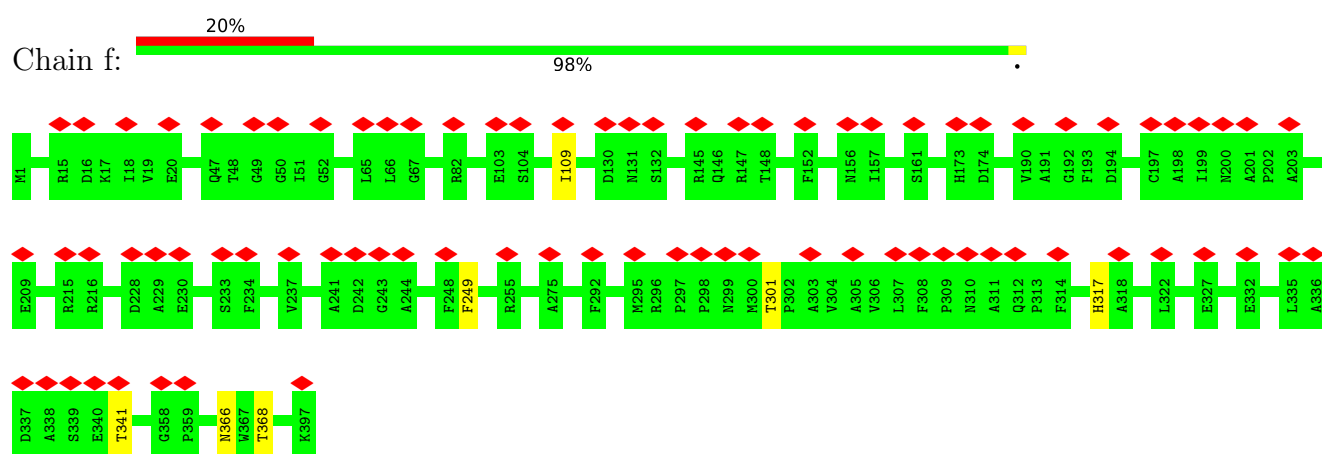 20%
Chain f:
98%
.
M1 R15 D16 K17 I18 V19 E20 Q47 T48 G49 G50 I51 G52 L65 L66 G67 R82 E103 S104 I109 D130 N131 S132 R145 Q146 R147 T148 F152 N156 I157 S161 H173 D174 V190 A191 G192 F193 D194 C197 A198 I199 N200 A201 P202 A203
E209 R215 R216 D228 A229 E230 S233 F234 V237 A241 D242 G243 A244 F248 F249 R255 A275 F292 M295 R296 P297 P298 N299 M300 T301 P302 A303 V304 A305 V306 L307 F308 P309 N310 A311 Q312 P313 F314 H317 A318 L322 E327 E332 L335 A336
D337 A338 S339 E340 T341 G358 P359 N366 W367 T368 K397